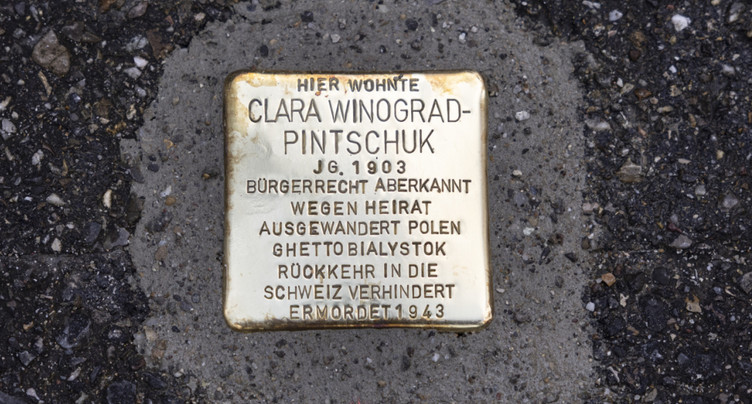 HIER WOHNTE
CLARA WINOGRAD-
PINTSCHUK
JG. 1903
BÜRGERRECHT ABERKANNT
WEGEN HEIRAT
AUSGEWANDERT POLEN
GHETTO BIALYSTOK
RÜCKKEHR IN DIE
SCHWEIZ VERHINDERT
ERMORDET 1943